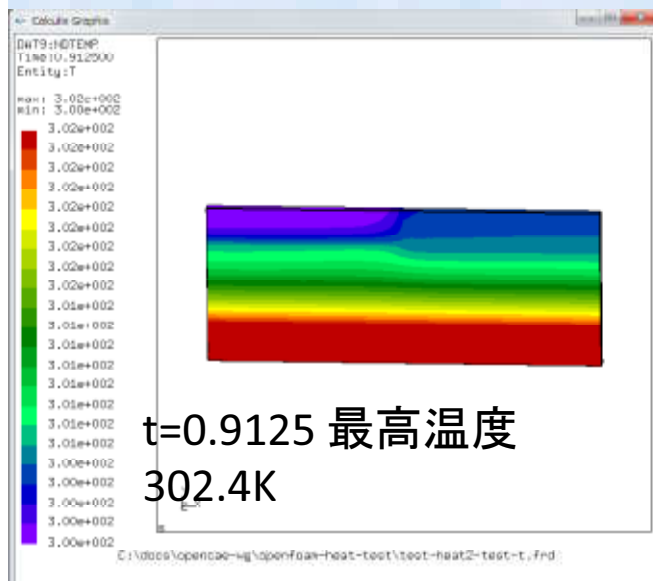 Calculix Graphix
DAT9:NDTEMP
Time:0.912500
Entity:T
max: 3.02e+002
min: 3.00e+002
3.02e+002
3.02e+002
3.02e+002
3.02e+002
3.02e+002
3.02e+002
3.02e+002
3.02e+002
3.01e+002
3.01e+002
3.01e+002
3.01e+002
3.01e+002
3.01e+002
3.01e+002
3.01e+002
3.00e+002
3.00e+002
3.00e+002
3.00e+002
3.00e+002
t=0.9125 最高温度
302.4K
C:\docs\opencae-wg\openfoam-heat-test\test-heat2-test-t.frd